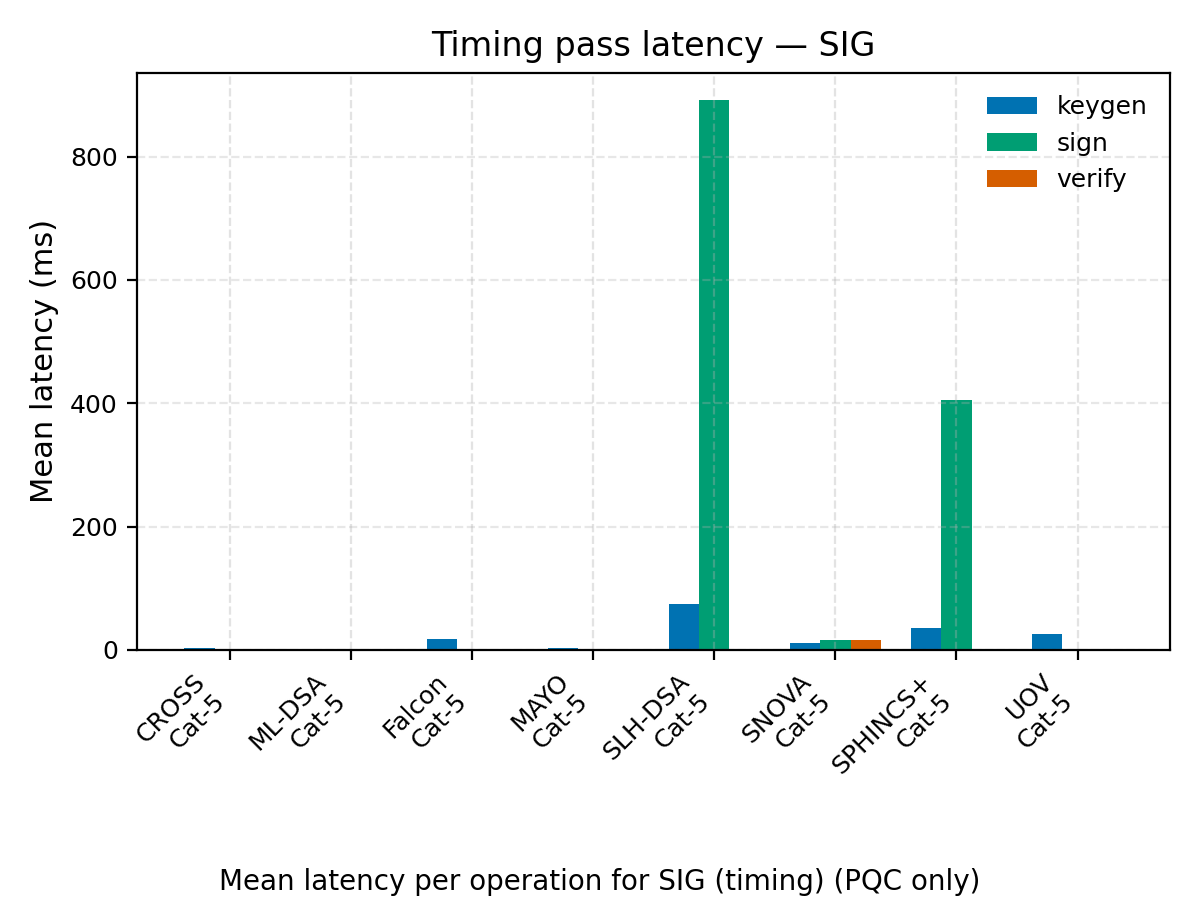 Timing pass latency — SIG
keygen
sign
verify
Mean latency (ms)
800
600
400
200
0
CROSS
Cat-5
ML-DSA
Cat-5
Falcon
Cat-5
MAYO
Cat-5
SLH-DSA
Cat-5
SNOVA
Cat-5
SPHINCS+
Cat-5
UOV
Cat-5
Mean latency per operation for SIG (timing) (PQC only)